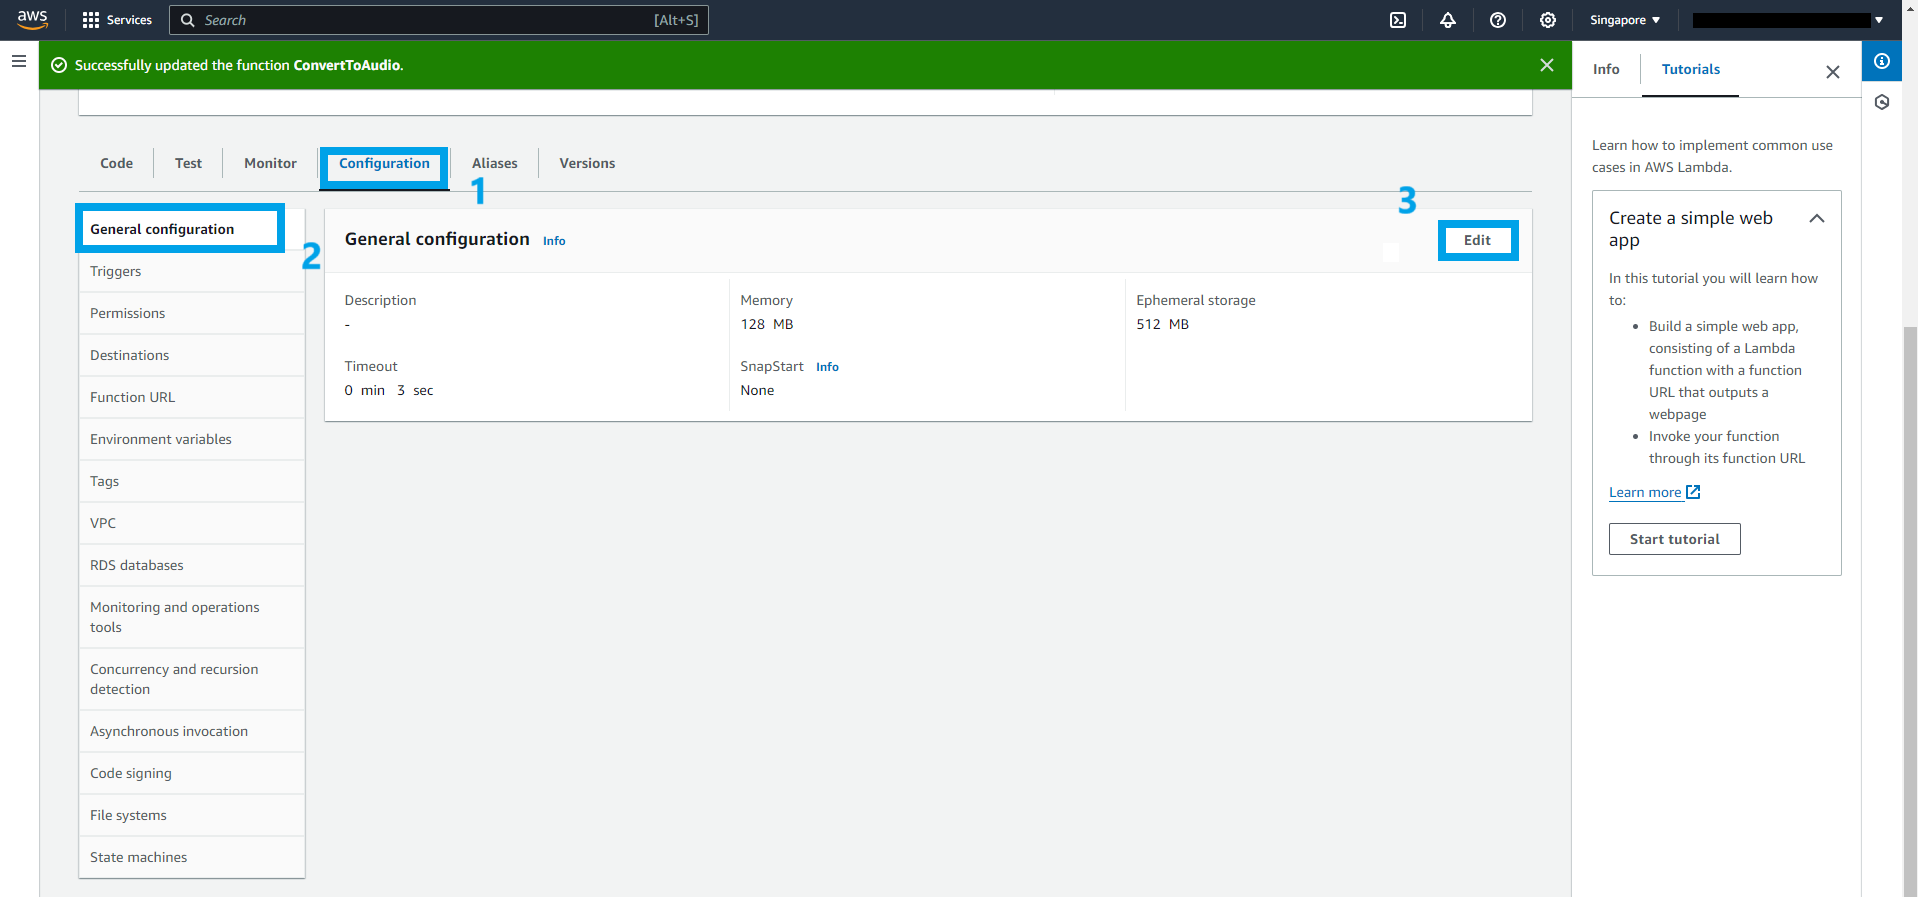 aws
Services
Search
[Alt+S]
Singapore
Successfully updated the function ConvertToAudio.
Info
Tutorials
Code
Test
Monitor
Configuration
Aliases
Versions
1
2
3
General configuration
Triggers
Permissions
Destinations
Function URL
Environment variables
Tags
VPC
RDS databases
Monitoring and operations
tools
Concurrency and recursion
detection
Asynchronous invocation
Code signing
File systems
State machines
General configuration Info
Edit
Description
-
Memory
128 MB
Ephemeral storage
512 MB
Timeout
0 min 3 sec
SnapStart Info
None
Learn how to implement common use
cases in AWS Lambda.
Create a simple web
app
In this tutorial you will learn how
to:
• Build a simple web app,
consisting of a Lambda
function with a function
URL that outputs a
webpage
• Invoke your function
through its function URL
Learn more
Start tutorial